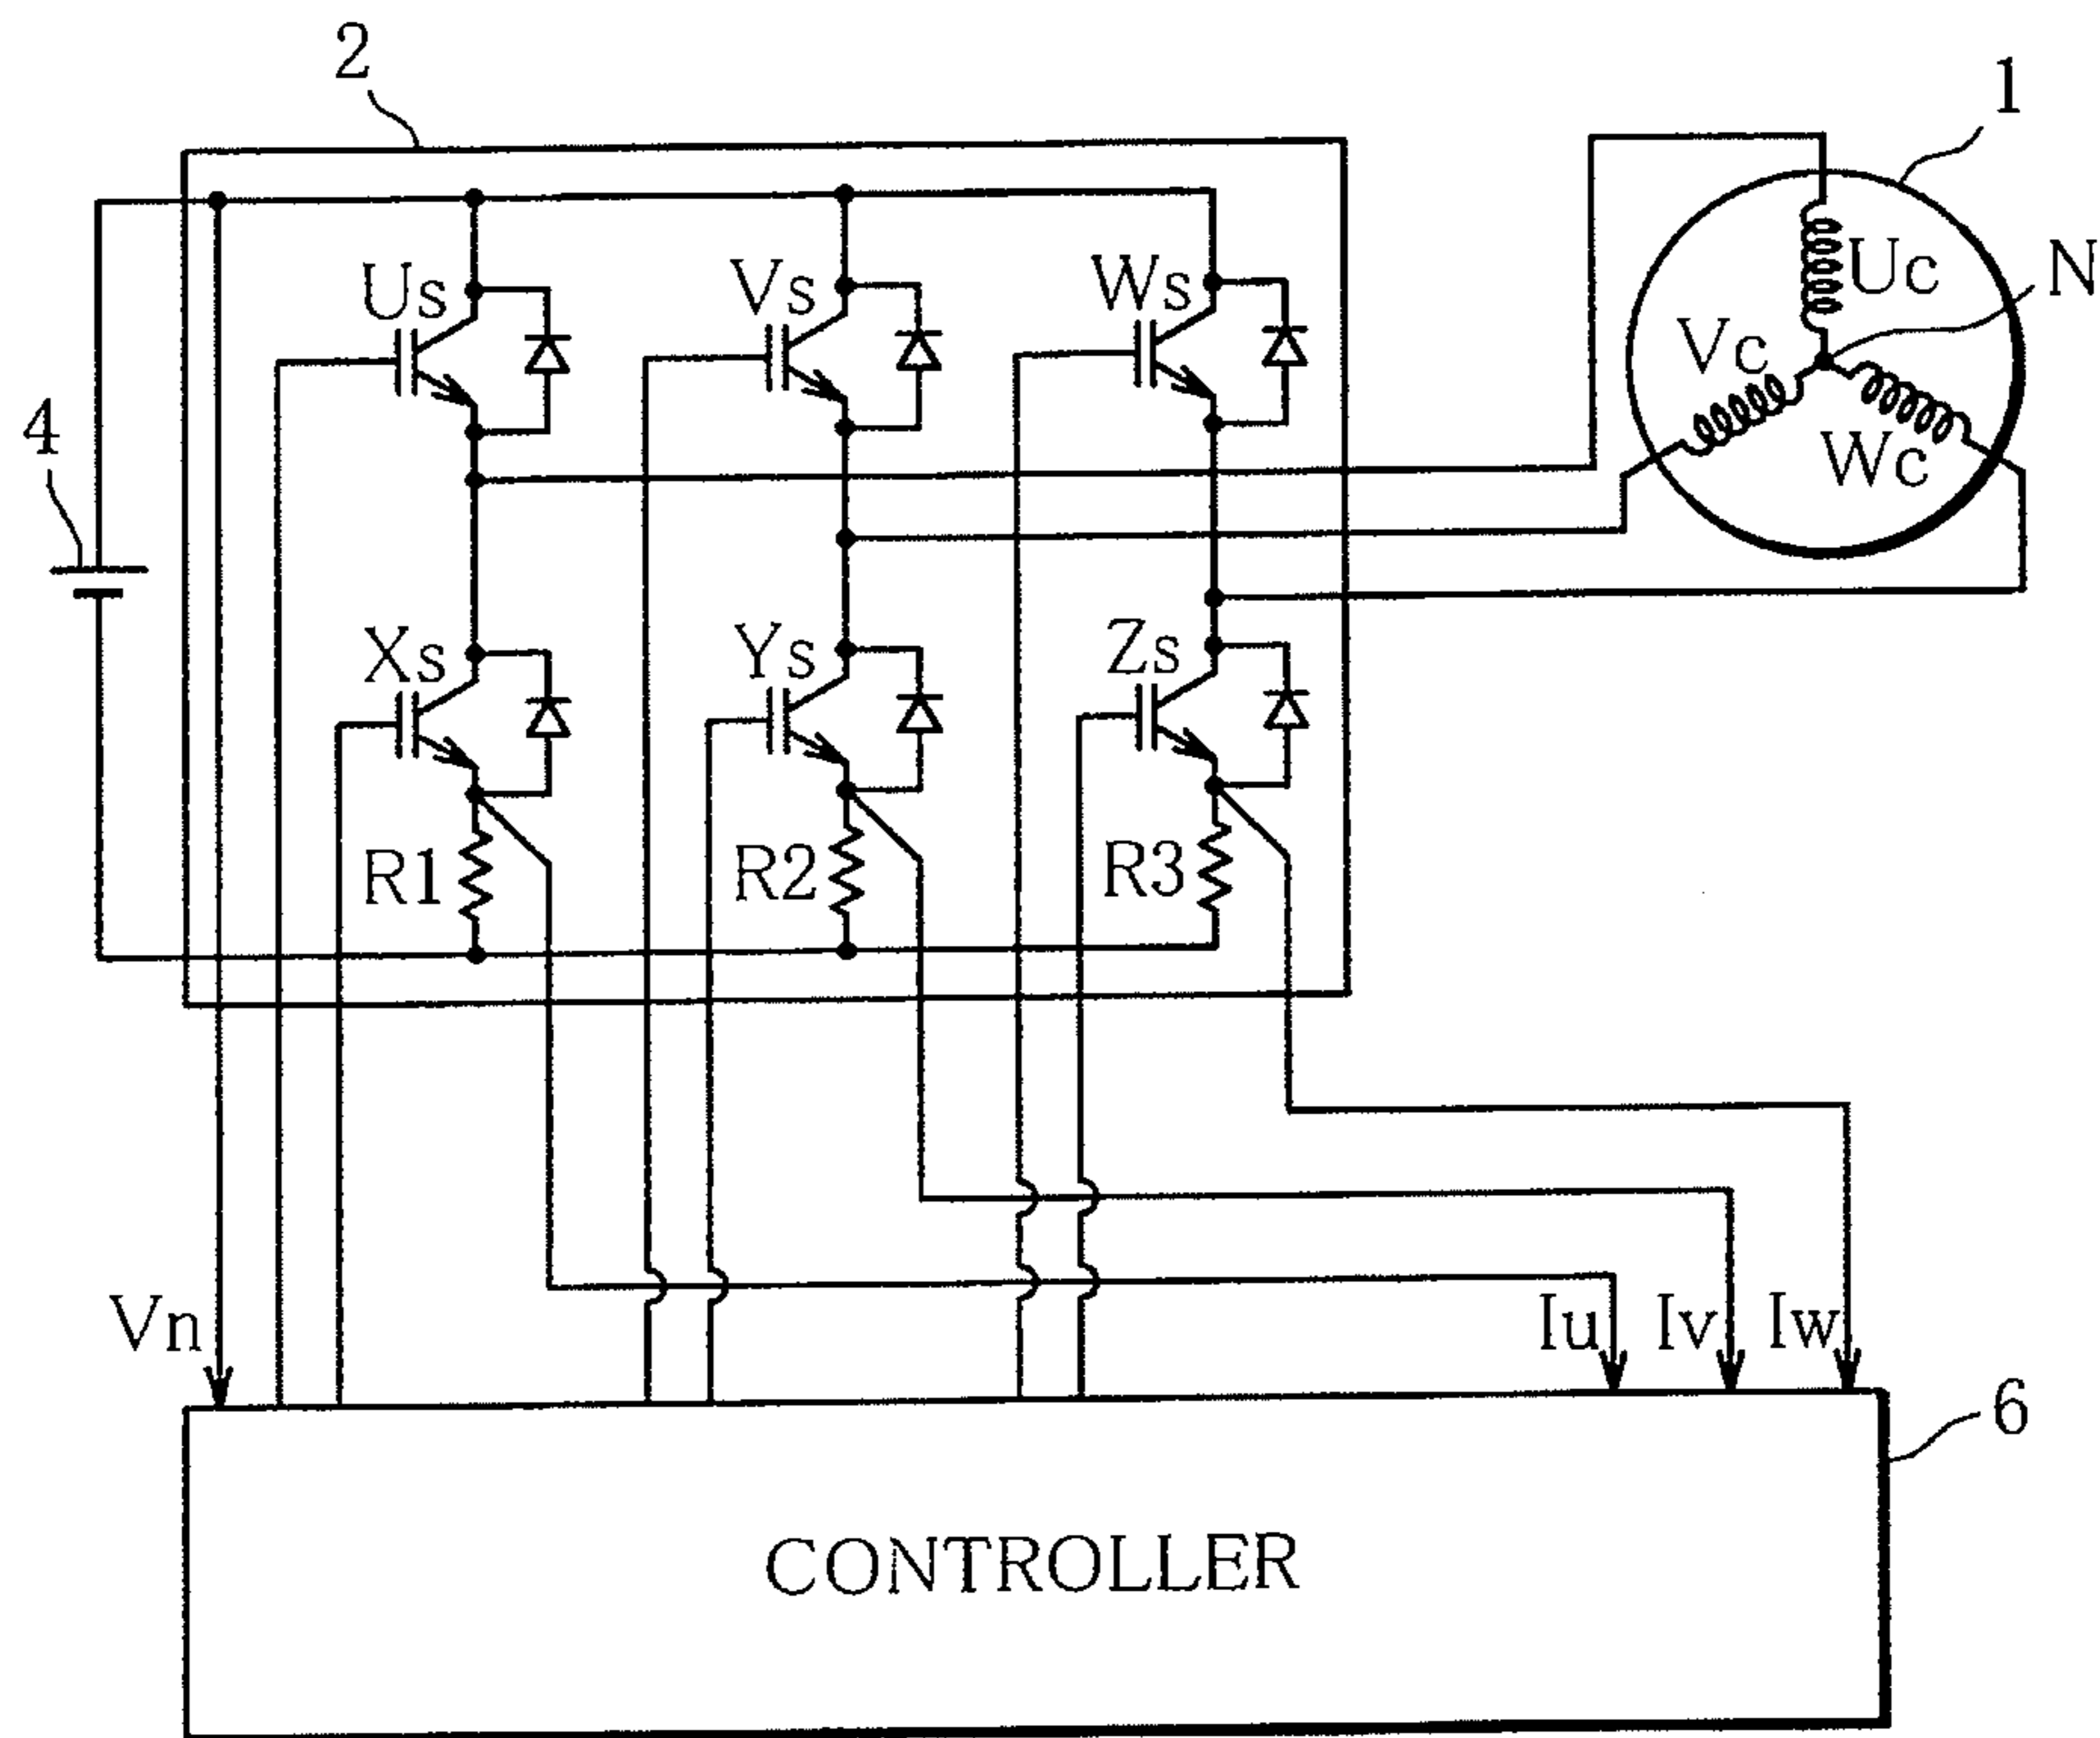 2
1
Us
Vs
Ws
Uc
N
Vc
Wc
4
Xs
Ys
Zs
R1
R2
R3
Vn
Iu
Iv
Iw
6
CONTROLLER